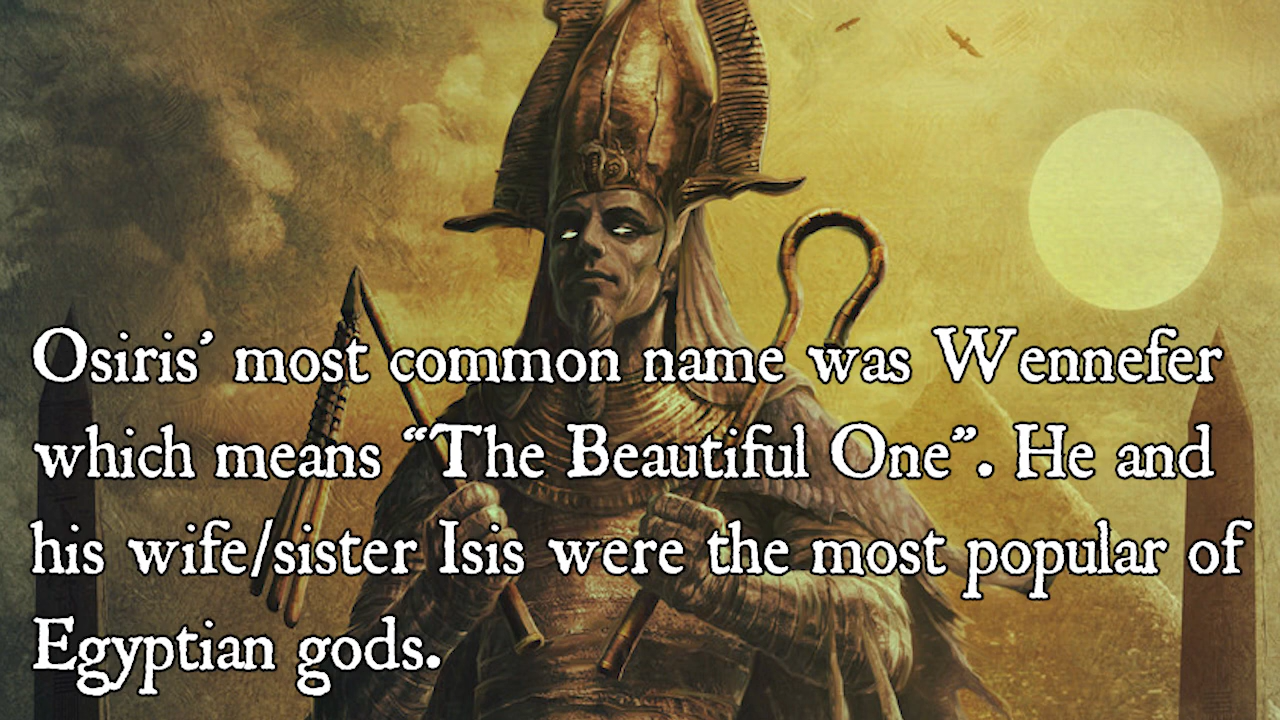 Osiris’ most common name was Wennefer
which means “The Beautiful One”. He and
his wife/sister Isis were the most popular of
Egyptian gods.